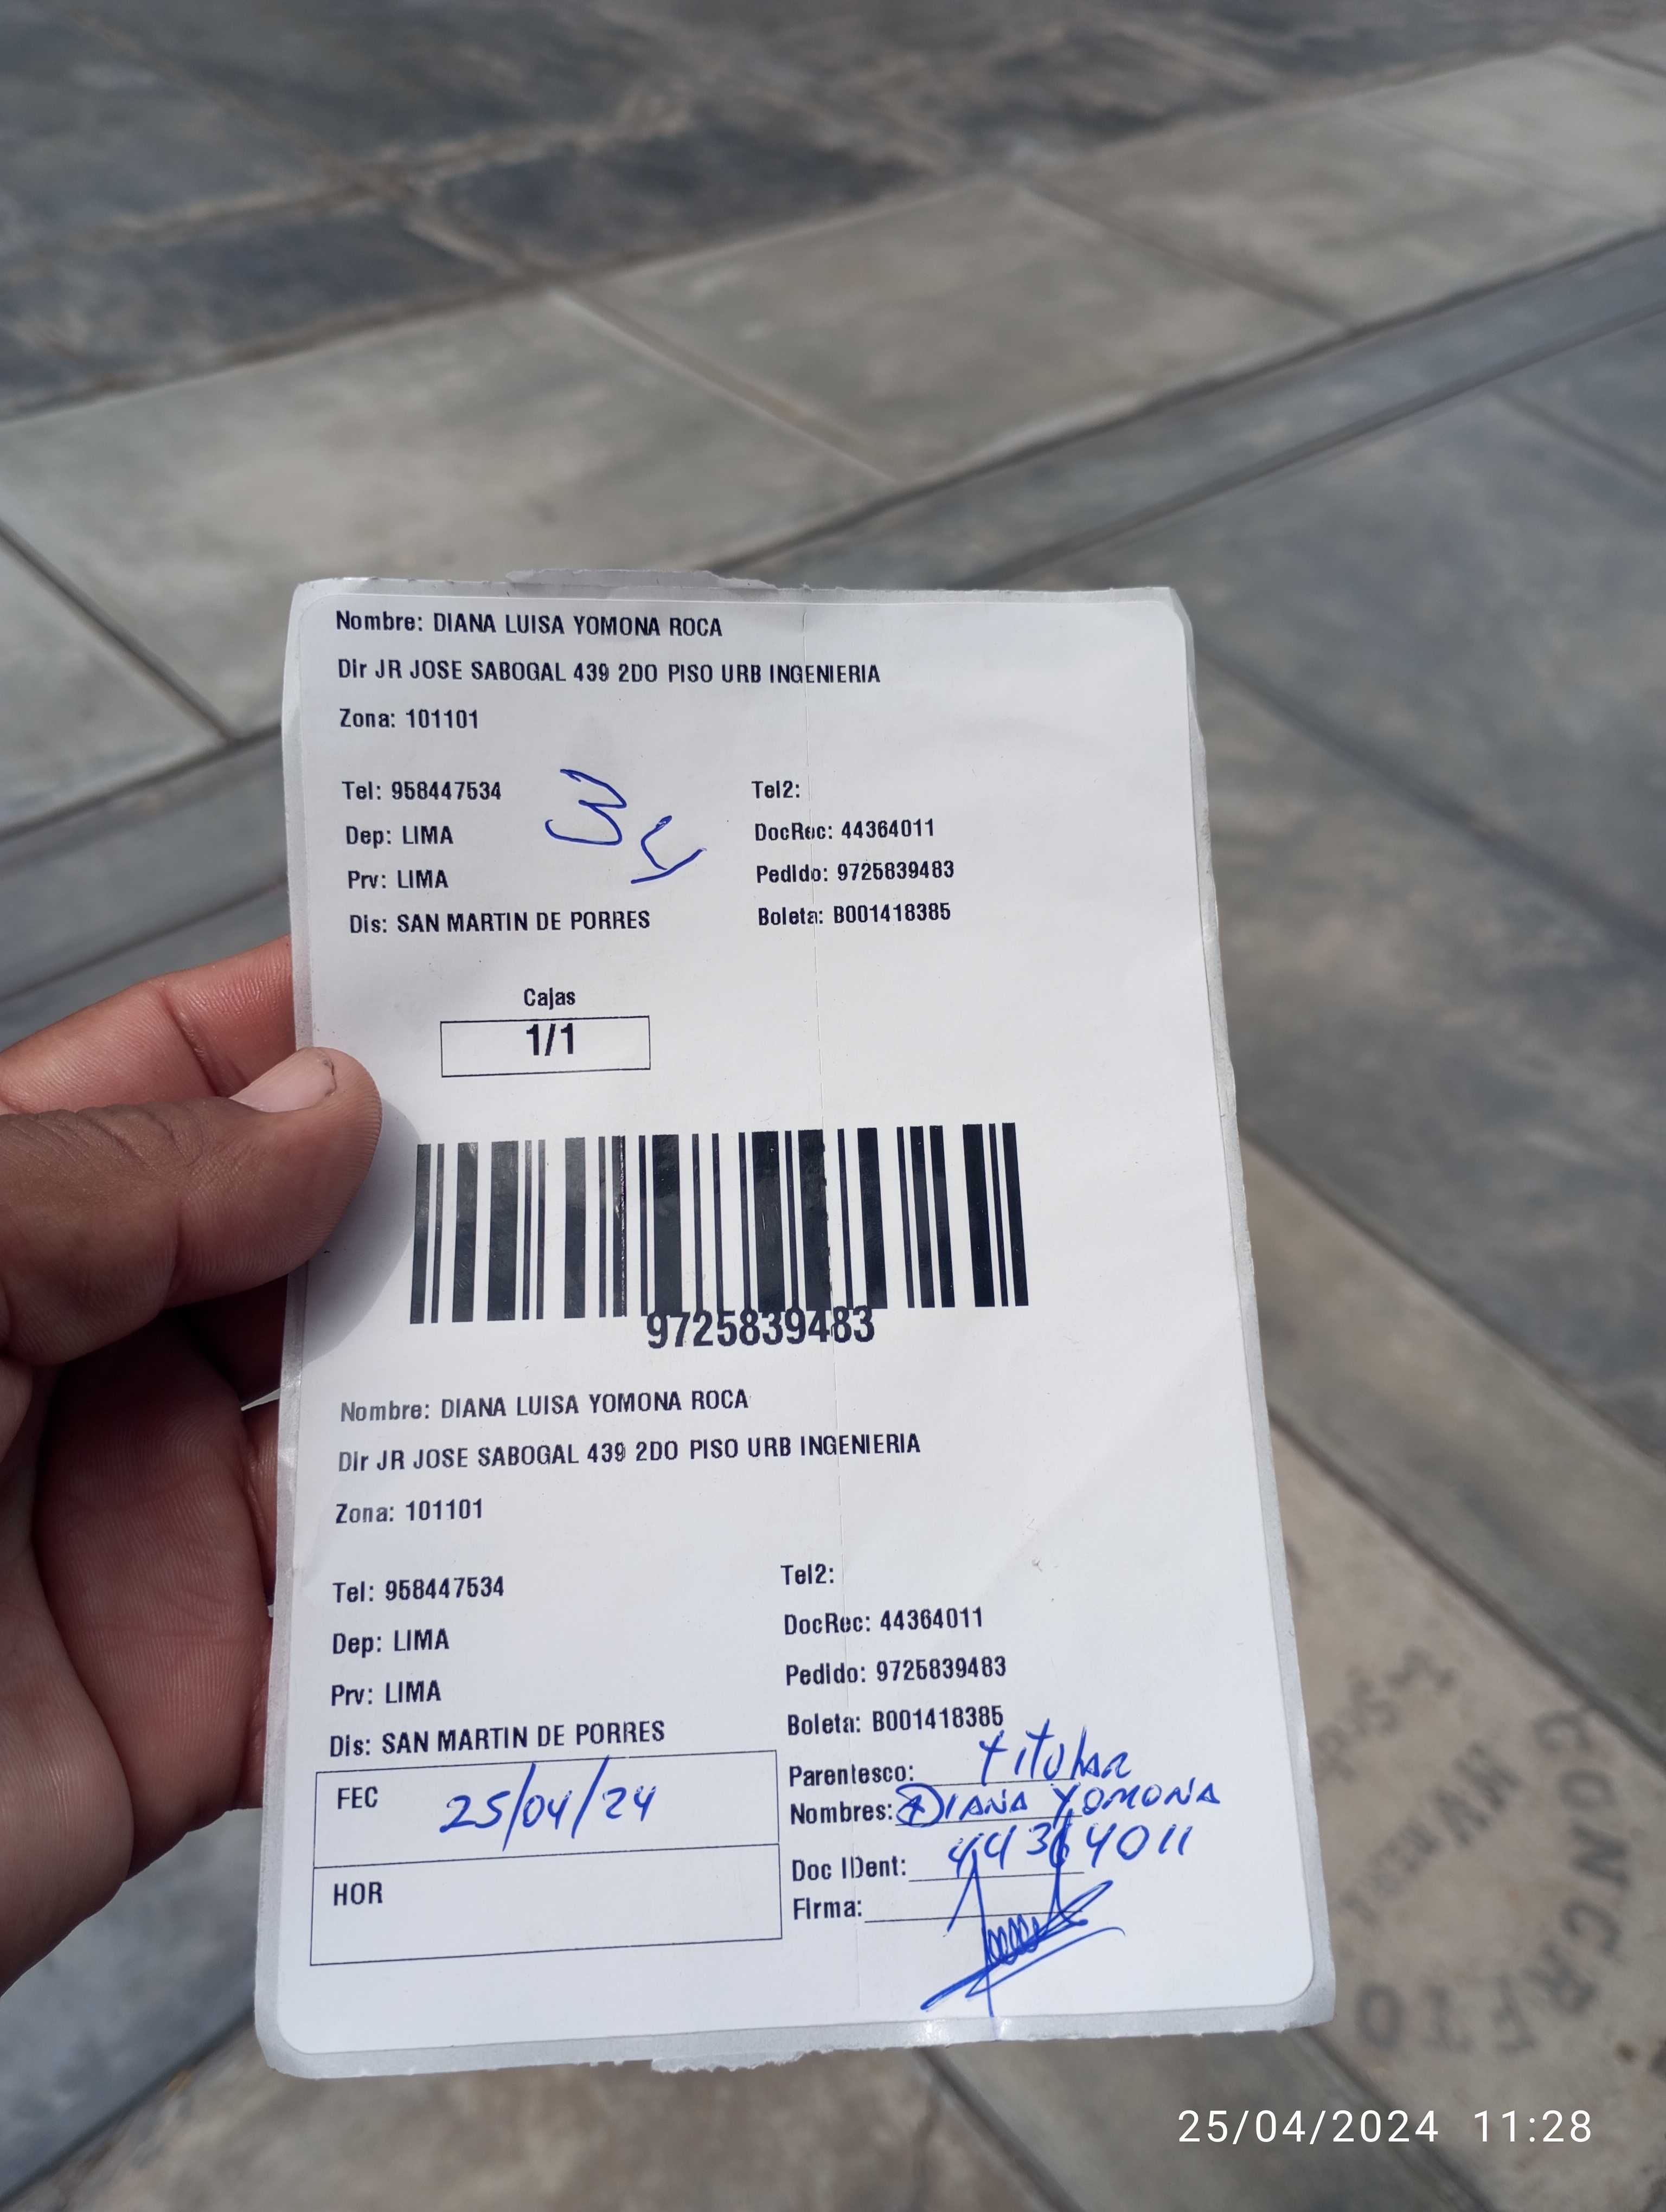 Nombre: DIANA LUISA YOMONA ROCA
Dir JR JOSE SABOGAL 439 2DO PISO URB INGENIERIA
Zona: 101101
Tel: 958447534
Tel2:
Dep: LIMA
DocRec: 44364011
Prv: LIMA
Pedido: 9725839483
Dis: SAN MARTIN DE PORRES
Boleta: B001418385
Cajas
1/1
9725839483
Nombre: DIANA LUISA YOMONA ROCA
Dir JR JOSE SABOGAL 439 2DO PISO URB INGENIERIA
Zona: 101101
Tel: 958447534
Tel2:
Dep: LIMA
DocRec: 44364011
Prv: LIMA
Pedido: 9725839483
Dis: SAN MARTIN DE PORRES
Boleta: B001418385
FEC 25/04/24
HOR
Parentesco: titular
Nombres: DIANA YOMONA
Doc IDent: 44364011
Firma:
CONCRETO
25/04/2024 11:28